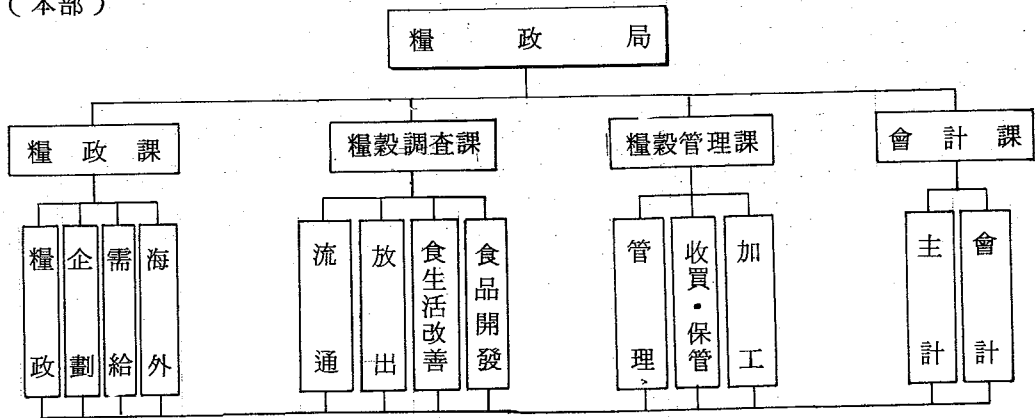 （本部）
糧政局
糧政課
糧穀調査課
糧穀管理課
會計課
糧政
企劃
需給
海外
流通
放出
食生活改善
食品開發
管理
收買・保管
加工
主計
會計